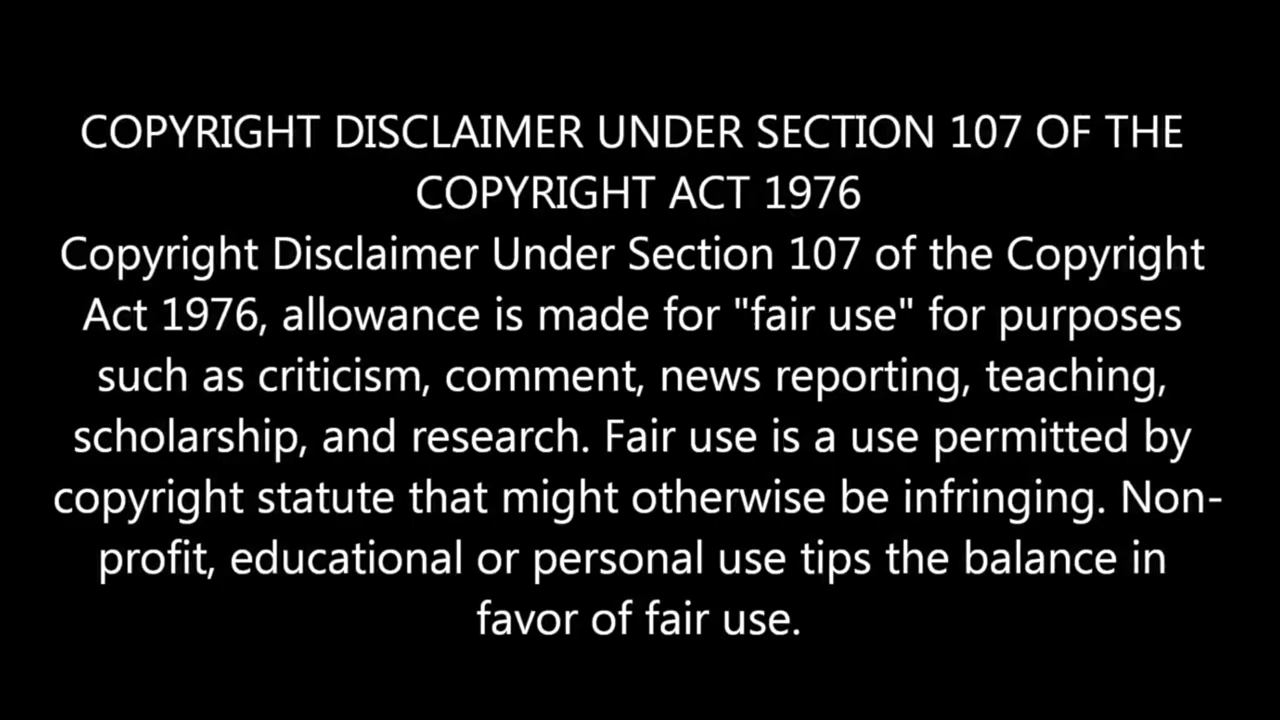 COPYRIGHT DISCLAIMER UNDER SECTION 107 OF THE
COPYRIGHT ACT 1976
Copyright Disclaimer Under Section 107 of the Copyright
Act 1976, allowance is made for "fair use" for purposes
such as criticism, comment, news reporting, teaching,
scholarship, and research. Fair use is a use permitted by
copyright statute that might otherwise be infringing. Non-
profit, educational or personal use tips the balance in
favor of fair use.